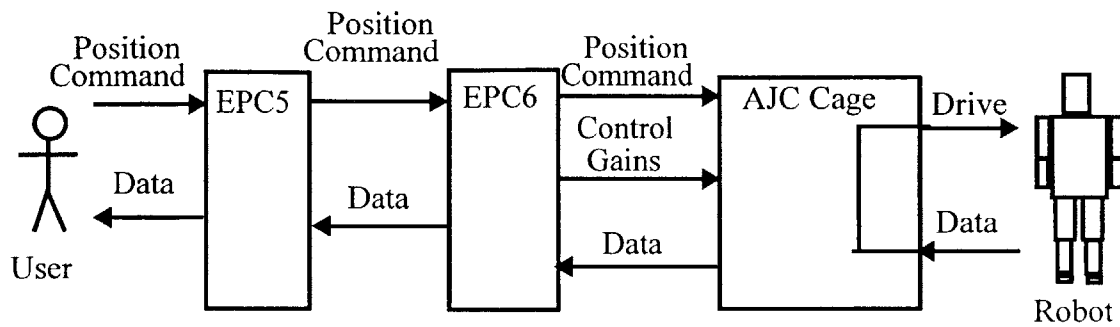 Position
Command
EPC5
Position
Command
EPC6
Position
Command
AJC Cage
Drive
Control
Gains
Data
Data
Data
Data
User
Robot